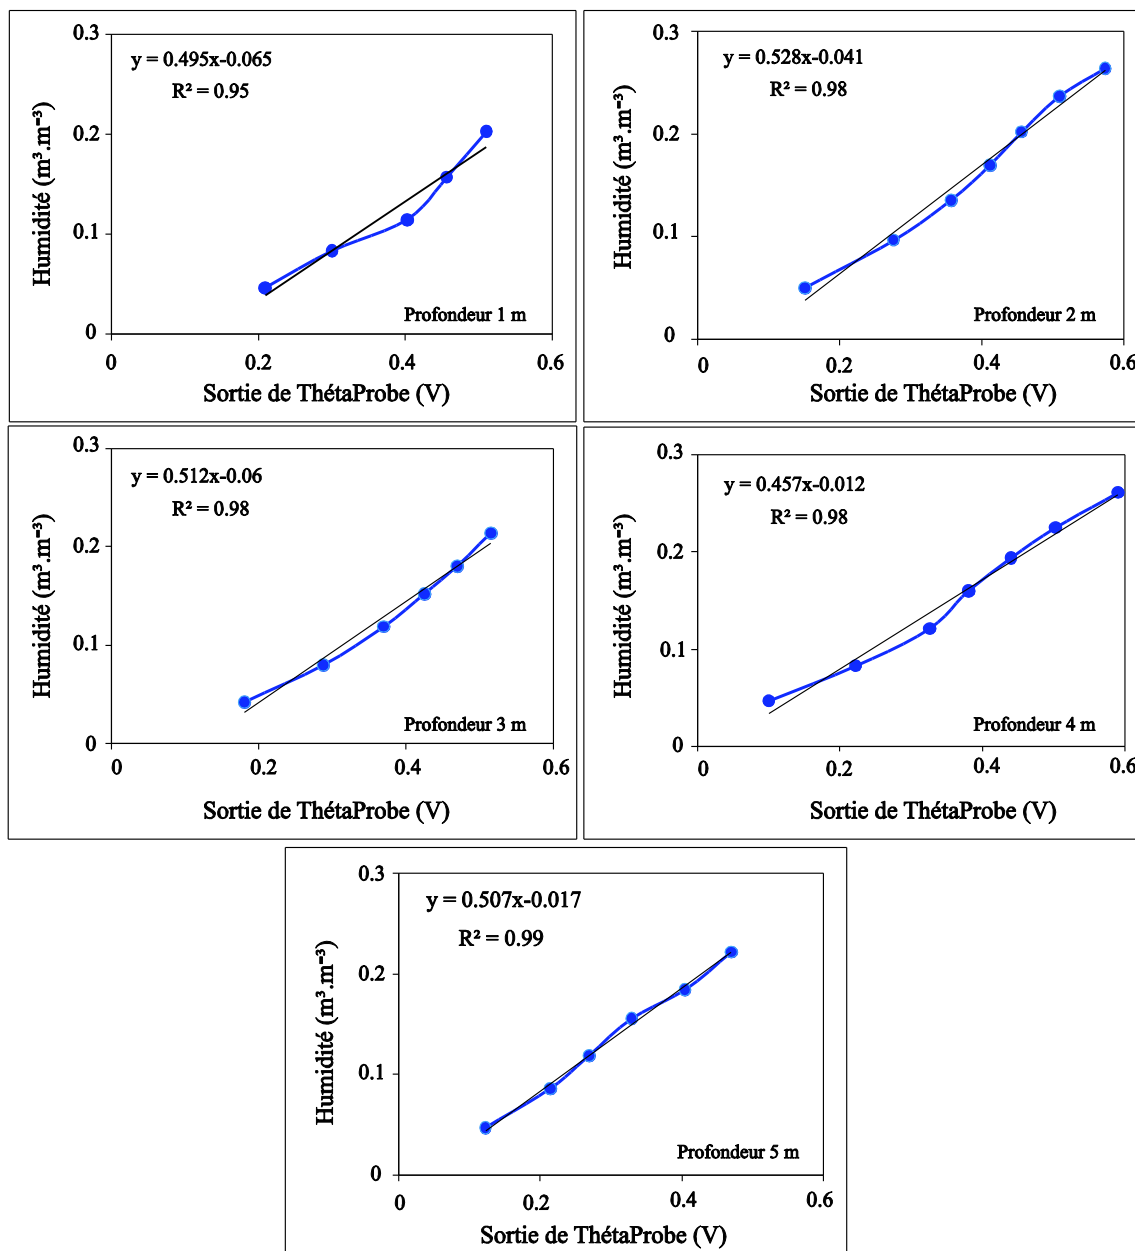 0.3
y = 0.495x-0.065
R² = 0.95
0.2
Humidité (m³.m⁻³)
0.1
Profondeur 1 m
0
0 0.2 0.4 0.6
Sortie de ThétaProbe (V)
0.3
y = 0.528x-0.041
R² = 0.98
0.2
Humidité (m³.m⁻³)
0.1
Profondeur 2 m
0
0 0.2 0.4 0.6
Sortie de ThétaProbe (V)
0.3
y = 0.512x-0.06
R² = 0.98
0.2
Humidité (m³.m⁻³)
0.1
Profondeur 3 m
0
0 0.2 0.4 0.6
Sortie de ThétaProbe (V)
0.3
y = 0.457x-0.012
R² = 0.98
0.2
Humidité (m³.m⁻³)
0.1
Profondeur 4 m
0
0 0.2 0.4 0.6
Sortie de ThétaProbe (V)
0.3
y = 0.507x-0.017
R² = 0.99
0.2
Humidité (m³.m⁻³)
0.1
Profondeur 5 m
0
0 0.2 0.4 0.6
Sortie de ThétaProbe (V)